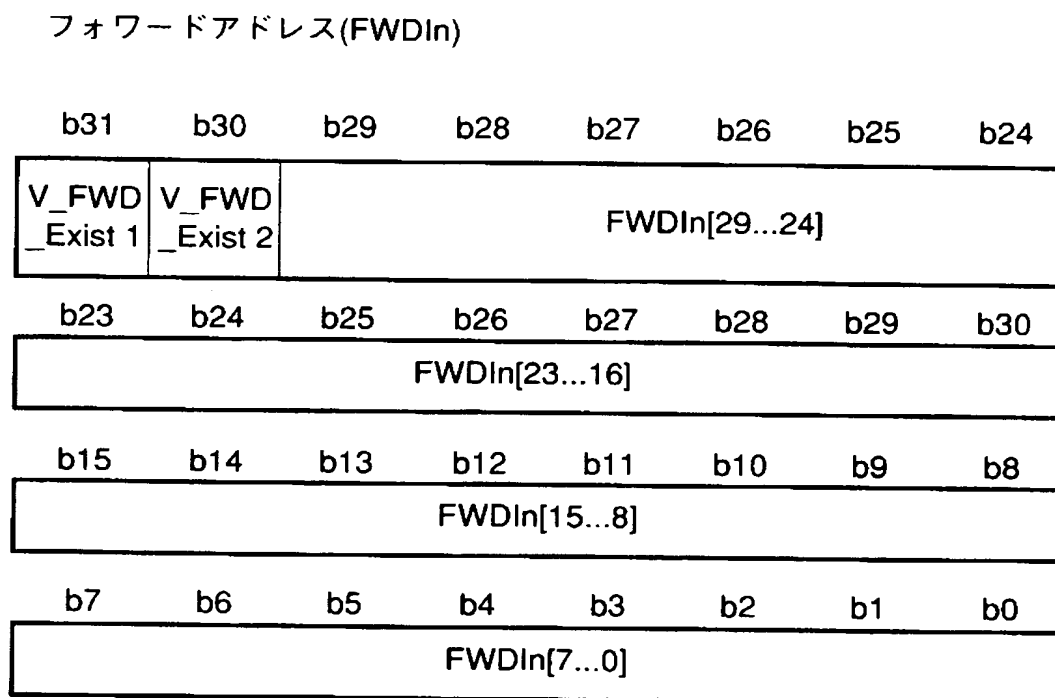 フォワードアドレス(FWDIn)
b31 b30 b29 b28 b27 b26 b25 b24
V_FWD _Exist 1 V_FWD _Exist 2 FWDIn[29...24]
b23 b24 b25 b26 b27 b28 b29 b30
FWDIn[23...16]
b15 b14 b13 b12 b11 b10 b9 b8
FWDIn[15...8]
b7 b6 b5 b4 b3 b2 b1 b0
FWDIn[7...0]